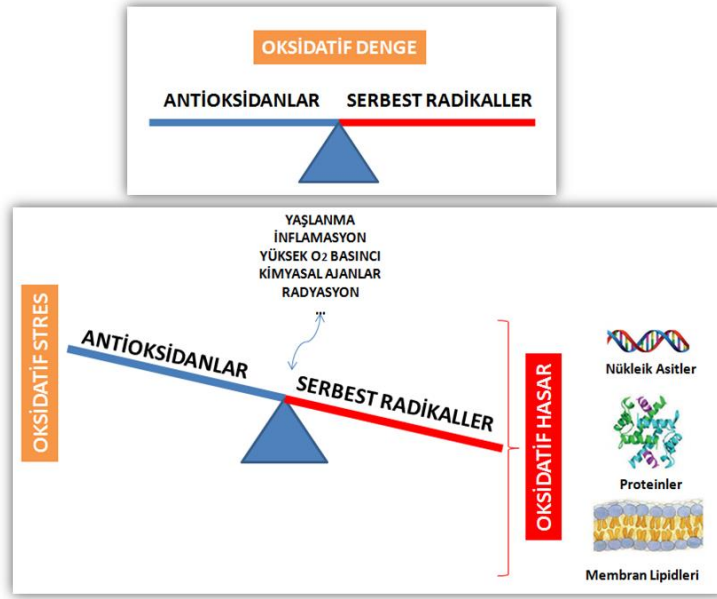 OKSİDATİF DENGE
ANTİOKSİDANLAR
SERBEST RADİKALLER
YAŞLANMA
İNFLAMASYON
YÜKSEK O2 BASINCI
KİMYASAL AJANLAR
RADYASYON
...
OKSİDATİF STRES
ANTİOKSİDANLAR
SERBEST RADİKALLER
OKSİDATİF HASAR
Nükleik Asitler
Proteinler
Membran Lipidleri